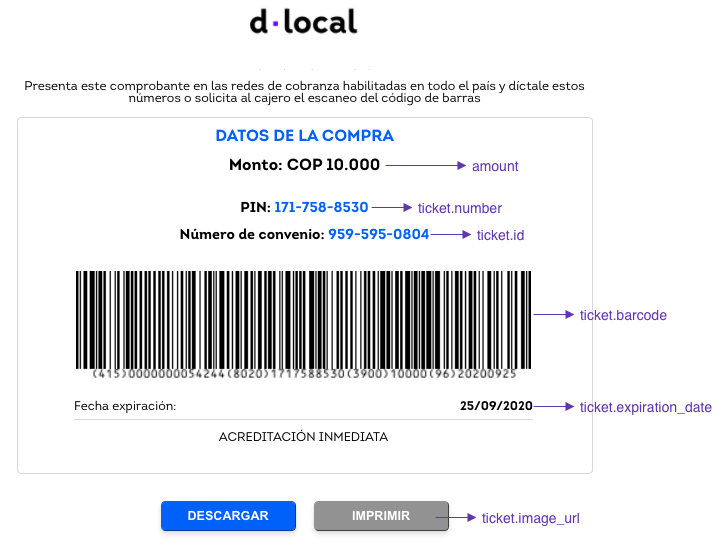 d·local
Presenta este comprobante en las redes de cobranza habilitadas en todo el país y díctale estos
números o solicita al cajero el escaneo del código de barras
DATOS DE LA COMPRA
Monto: COP 10.000 amount
PIN: 171-758-8530 ticket.number
Número de convenio: 959-595-0804 ticket.id
ticket.barcode
(415)0000000054244(8020)1717588530(3900)10000(96)20200925
Fecha expiración: 25/09/2020 ticket.expiration_date
ACREDITACIÓN INMEDIATA
DESCARGAR IMPRIMIR ticket.image_url